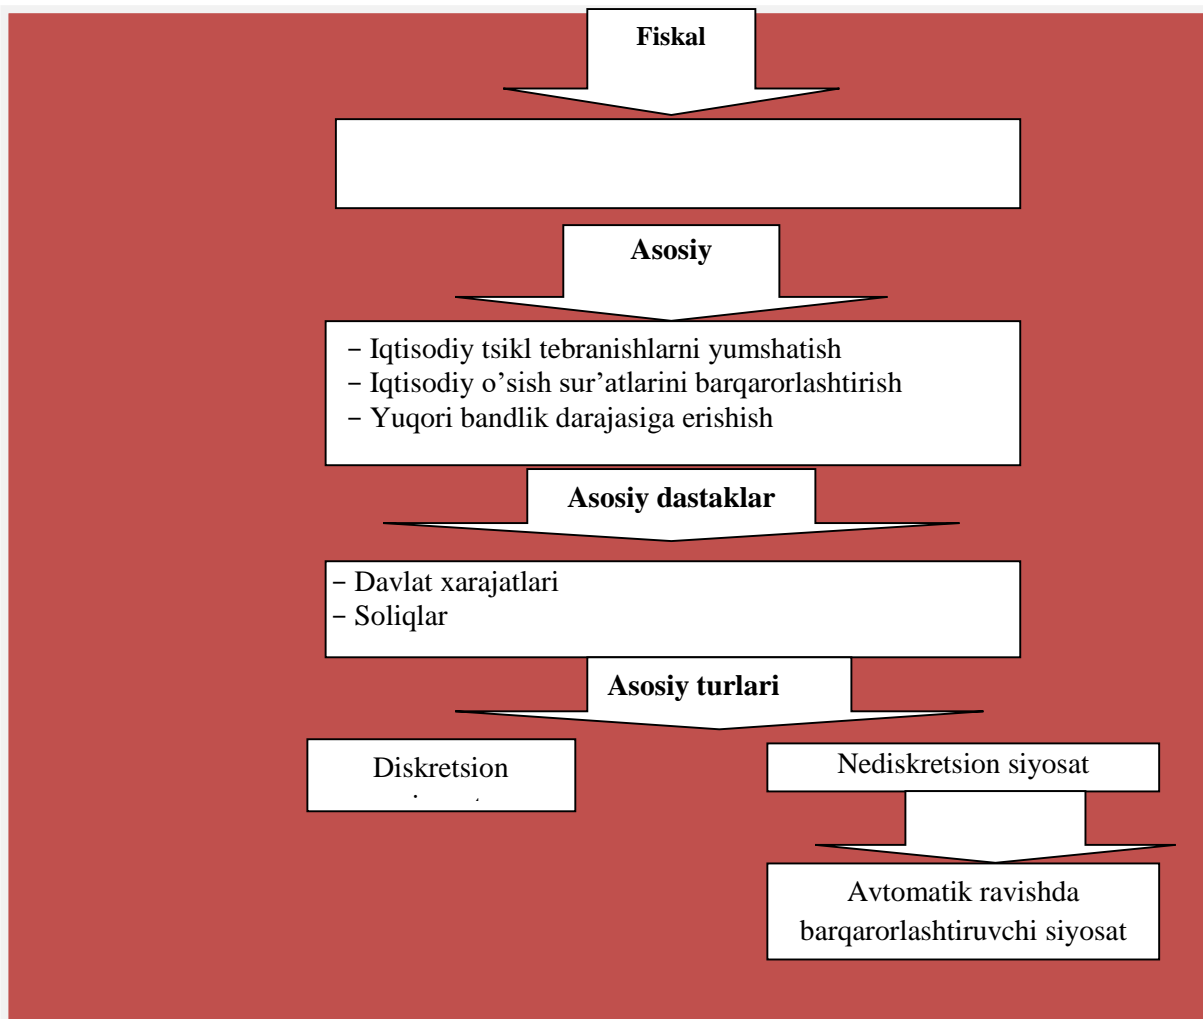 Fiskal
Asosiy
− Iqtisodiy tsikl tebranishlarni yumshatish
− Iqtisodiy o’sish sur’atlarini barqarorlashtirish
− Yuqori bandlik darajasiga erishish
Asosiy dastaklar
− Davlat xarajatlari
− Soliqlar
Asosiy turlari
Diskretsion
Nediskretsion siyosat
Avtomatik ravishda
barqarorlashtiruvchi siyosat